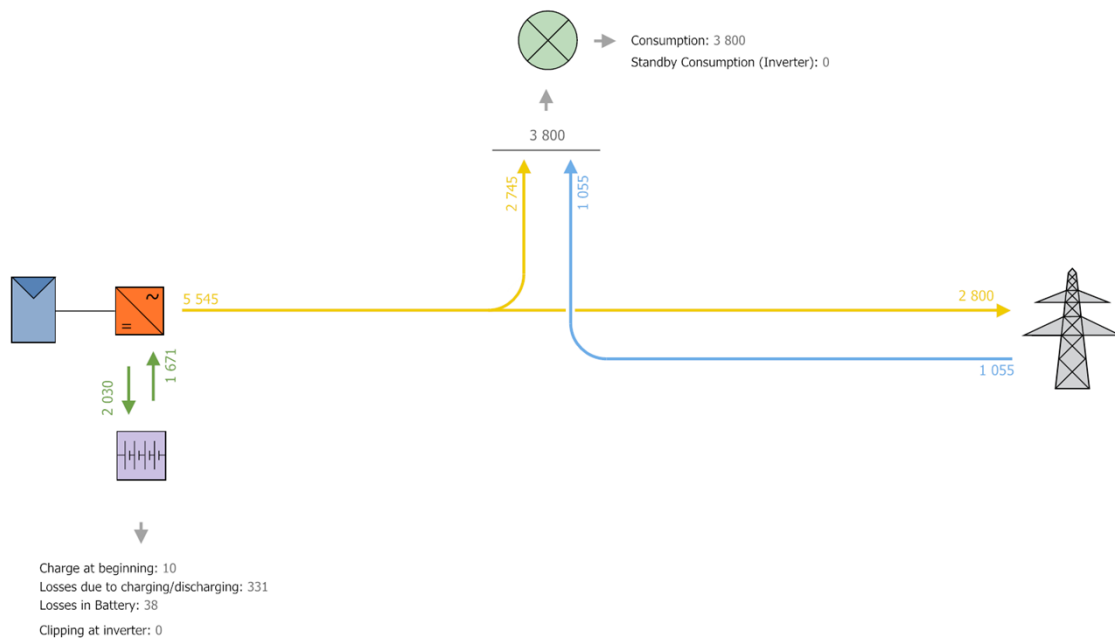 Consumption: 3 800
Standby Consumption (Inverter): 0
3 800
2 745
1 055
5 545
2 800
1 055
2 030
1 671
Charge at beginning: 10
Losses due to charging/discharging: 331
Losses in Battery: 38
Clipping at inverter: 0